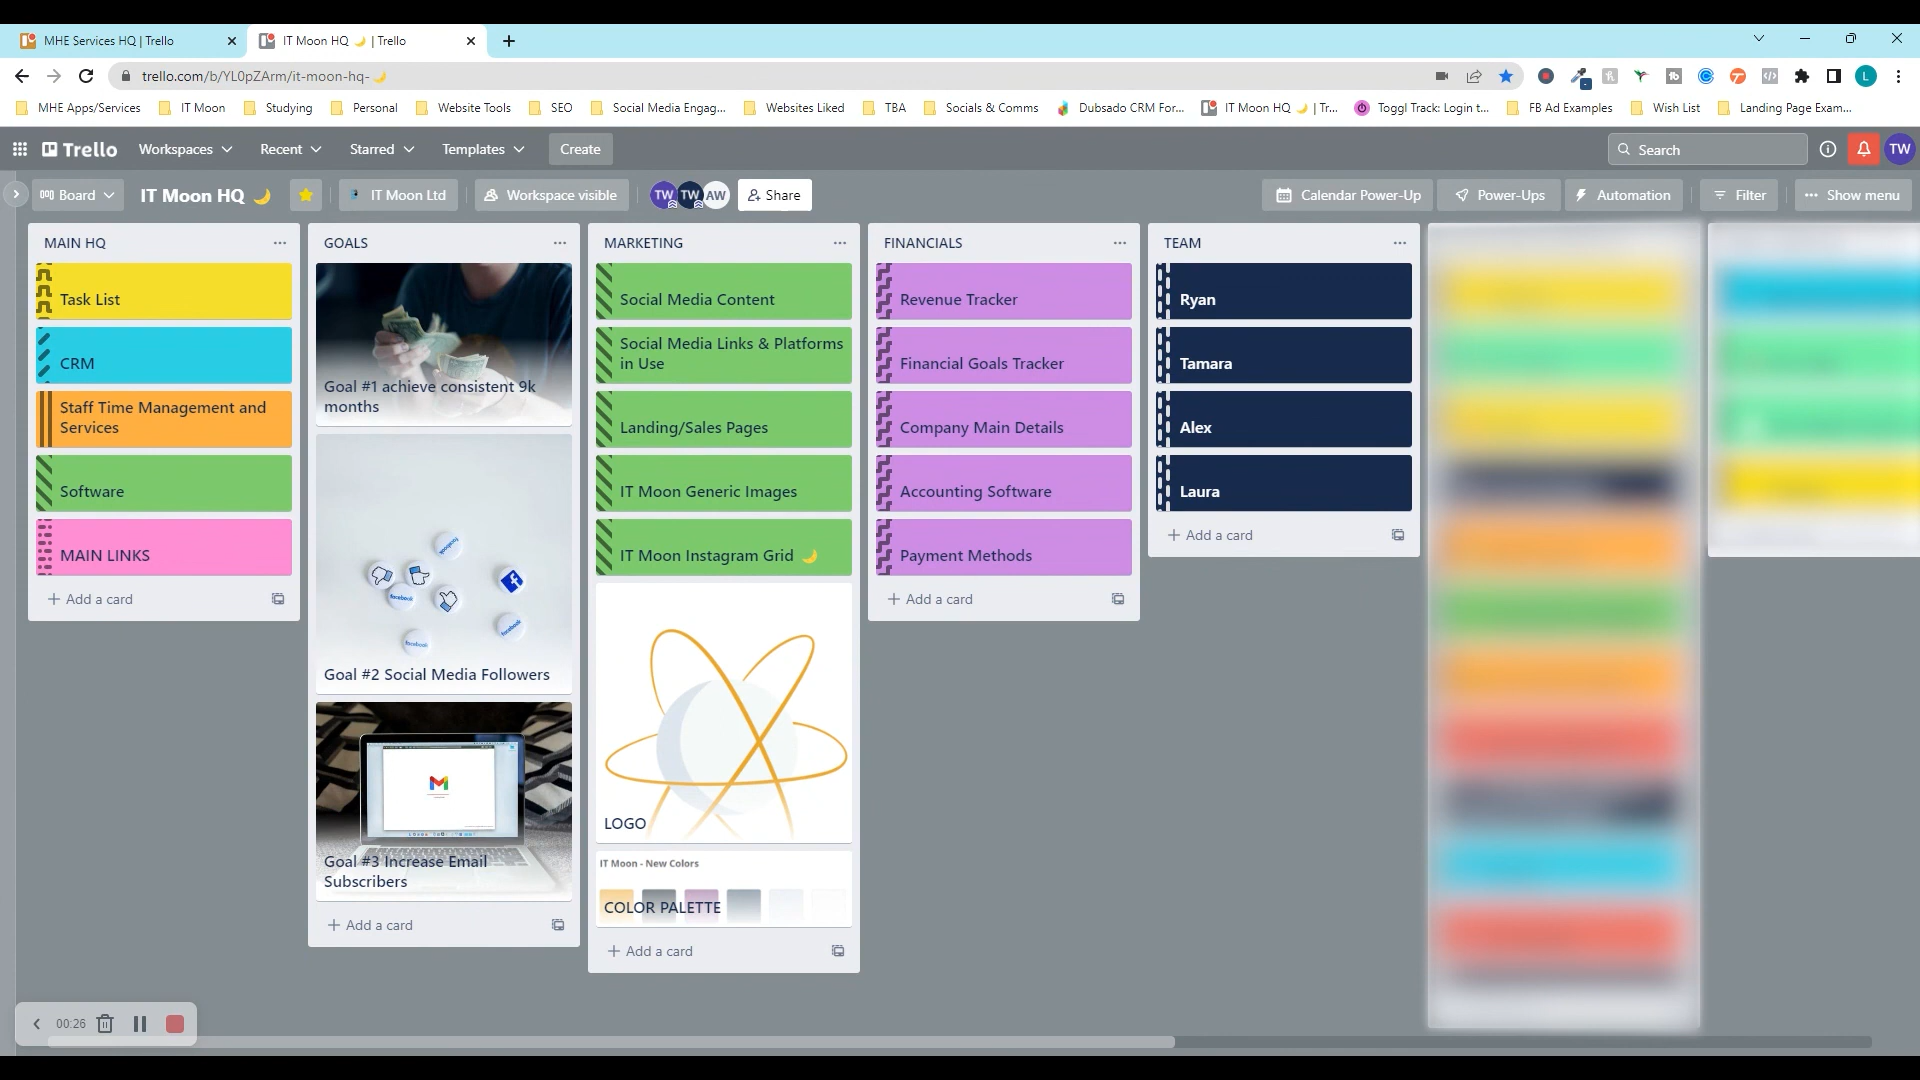 MHE Services HQ | Trello
IT Moon HQ 🌙 | Trello
trello.com/b/YL0pZArm/it-moon-hq-🌙
L
MHE Apps/Services
IT Moon
Studying
Personal
Website Tools
SEO
Social Media Engag...
Websites Liked
TBA
Socials & Comms
Dubsado CRM For...
IT Moon HQ 🌙 | Tr...
Toggl Track: Login t...
FB Ad Examples
Wish List
Landing Page Exam...
Trello
Workspaces
Recent
Starred
Templates
Create
Search
TW
Board
IT Moon HQ 🌙
IT Moon Ltd
Workspace visible
TW
TW
AW
Share
Calendar Power-Up
Power-Ups
Automation
Filter
Show menu
MAIN HQ
Task List
CRM
Staff Time Management and
Services
Software
MAIN LINKS
Add a card
GOALS
Goal #1 achieve consistent 9k
months
facebook
facebook
facebook
facebook
Goal #2 Social Media Followers
Goal #3 Increase Email
Subscribers
Add a card
MARKETING
Social Media Content
Social Media Links & Platforms
in Use
Landing/Sales Pages
IT Moon Generic Images
IT Moon Instagram Grid 🌙
LOGO
IT Moon - New Colors
COLOR PALETTE
Add a card
FINANCIALS
Revenue Tracker
Financial Goals Tracker
Company Main Details
Accounting Software
Payment Methods
Add a card
TEAM
Ryan
Tamara
Alex
Laura
Add a card
00:26